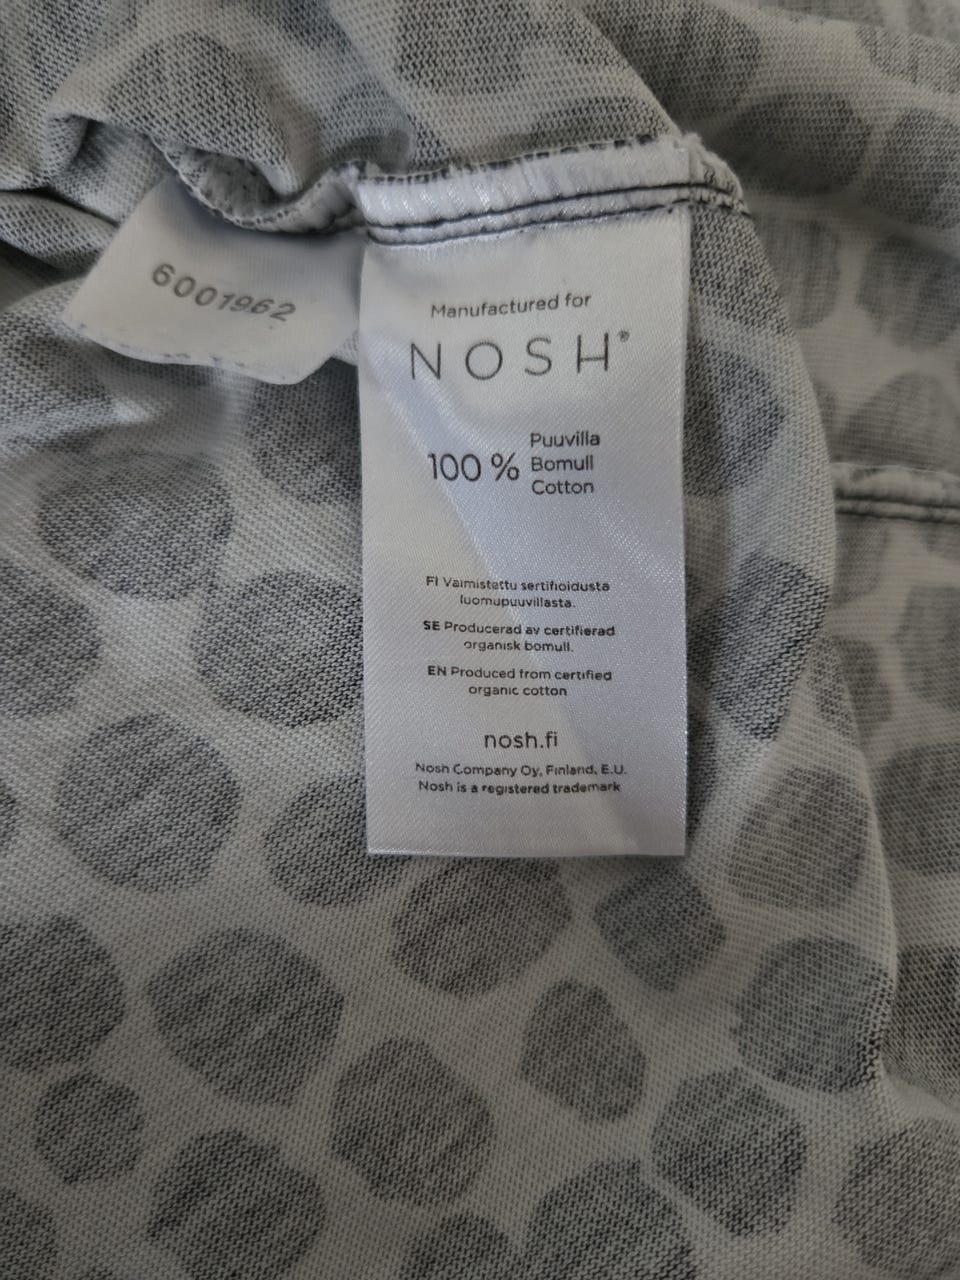 6001962
Manufactured for
NOSH®
100 %
Puuvilla
Bomull
Cotton
FI Valmistettu sertifioidusta
luomupuuvillasta.
SE Producerad av certifierad
organisk bomull.
EN Produced from certified
organic cotton
nosh.fi
Nosh Company Oy, Finland, E.U.
Nosh is a registered trademark